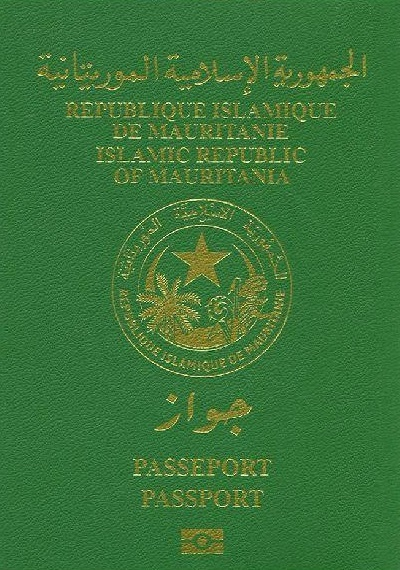 الجمهورية الإسلامية الموريتانية
REPUBLIQUE ISLAMIQUE
DE MAURITANIE
ISLAMIC REPUBLIC
OF MAURITANIA
الجمهورية الاسلامية الموريتانية
REPUBLIQUE ISLAMIQUE DE MAURITANIE
جواز
PASSEPORT
PASSPORT